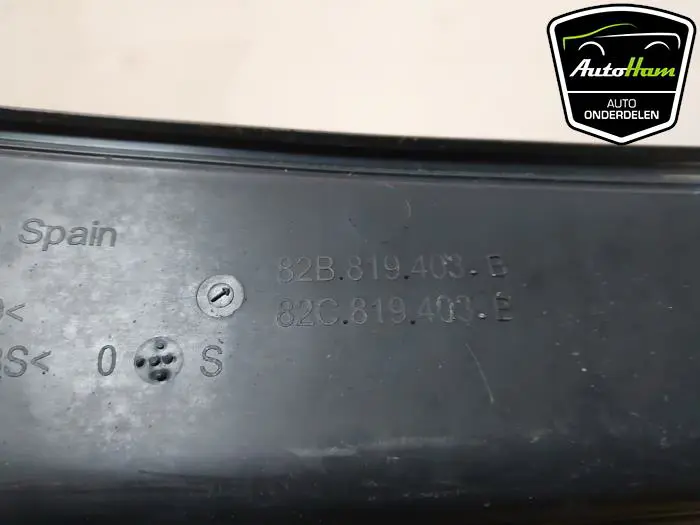 AutoHam
AUTO
ONDERDELEN
Spain
82B.819.403.B
82C.819.403.B
S< 0 S